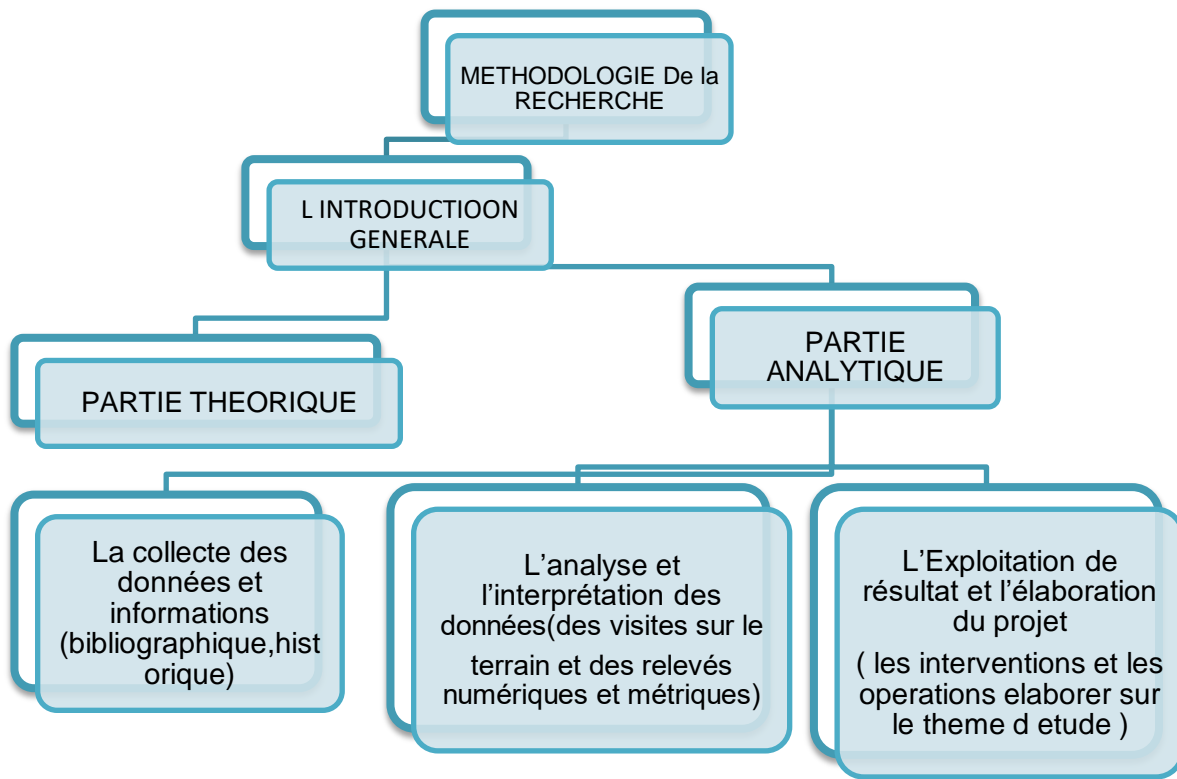 METHODOLOGIE De la
RECHERCHE
L INTRODUCTIOON
GENERALE
PARTIE THEORIQUE
PARTIE
ANALYTIQUE
La collecte des
données et
informations
(bibliographique,hist
orique)
L’analyse et
l’interprétation des
données(des visites sur le
terrain et des relevés
numériques et métriques)
L’Exploitation de
résultat et l’élaboration
du projet
( les interventions et les
operations elaborer sur
le theme d etude )